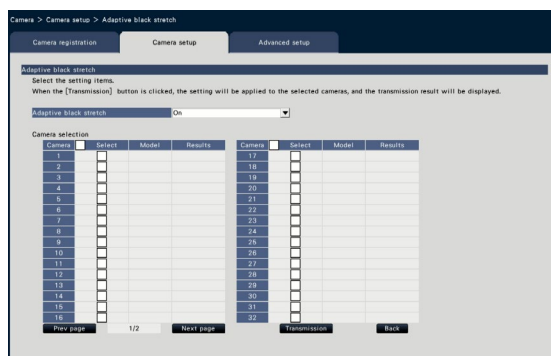 Camera > Camera setup > Adaptive black stretch
Camera registration Camera setup Advanced setup
Adaptive black stretch
Select the setting items.
When the [Transmission] button is clicked, the setting will be applied to the selected cameras, and the transmission result will be displayed.
Adaptive black stretch On
Camera selection
Camera Select Model Results Camera Select Model Results
1 17
2 18
3 19
4 20
5 21
6 22
7 23
8 24
9 25
10 26
11 27
12 28
13 29
14 30
15 31
16 32
Prev page 1/2 Next page Transmission Back